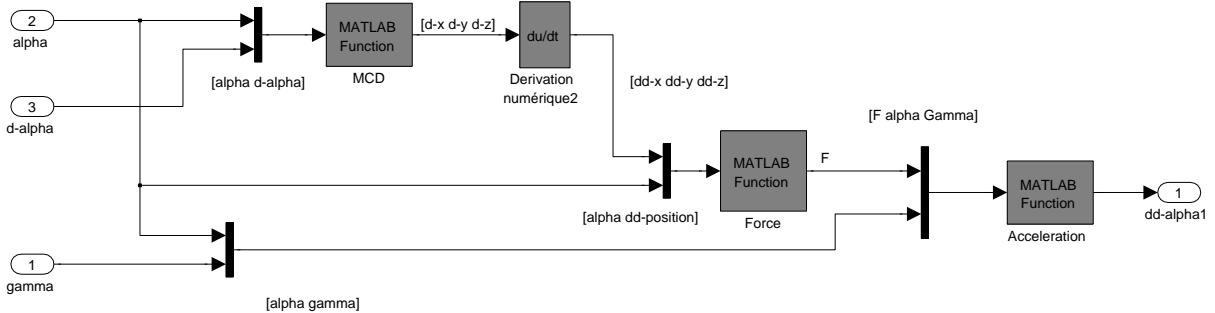 2
alpha
3
d-alpha
1
gamma
[alpha d-alpha]
MATLAB
Function
MCD
[d-x d-y d-z]
du/dt
Derivation
numérique2
[dd-x dd-y dd-z]
[alpha dd-position]
MATLAB
Function
Force
F
[F alpha Gamma]
[alpha gamma]
MATLAB
Function
Acceleration
1
dd-alpha1